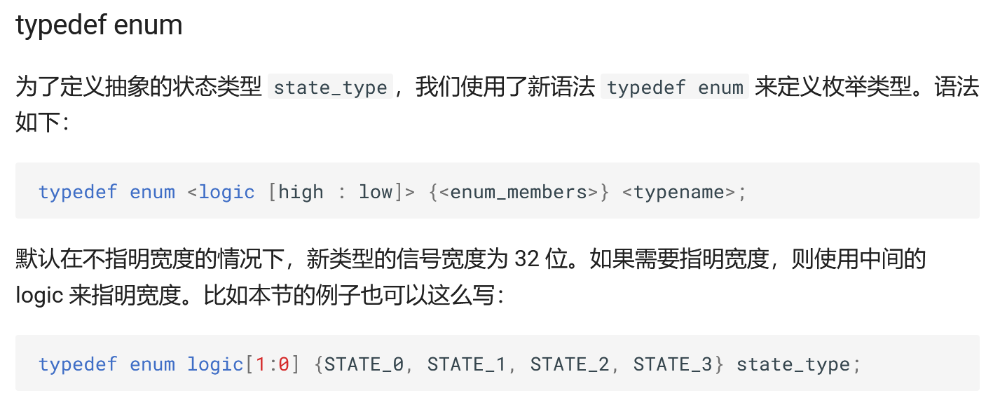 typedef enum
为了定义抽象的状态类型 state_type，我们使用了新语法 typedef enum 来定义枚举类型。语法
如下：
typedef enum <logic [high : low]> {<enum_members>} <typename>;
默认在不指明宽度的情况下，新类型的信号宽度为 32 位。如果需要指明宽度，则使用中间的
logic 来指明宽度。比如本节的例子也可以这么写：
typedef enum logic[1:0] {STATE_0, STATE_1, STATE_2, STATE_3} state_type;